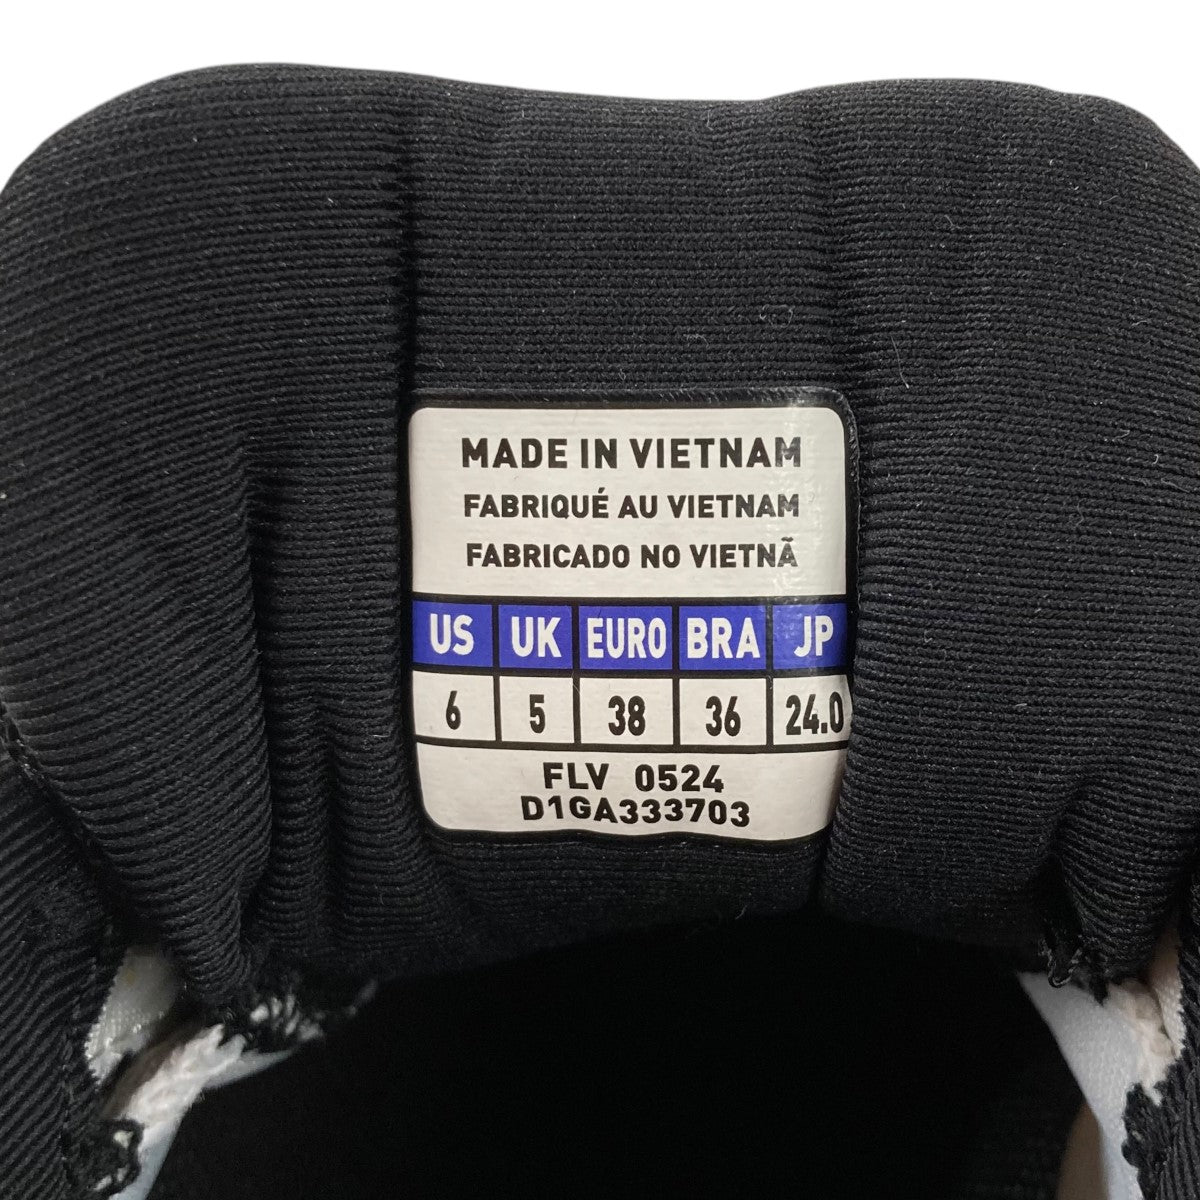 MADE IN VIETNAM
FABRIQUÉ AU VIETNAM
FABRICADO NO VIETNÃ
US UK EURO BRA JP
6 5 38 36 24.0
FLV 0524
D1GA333703